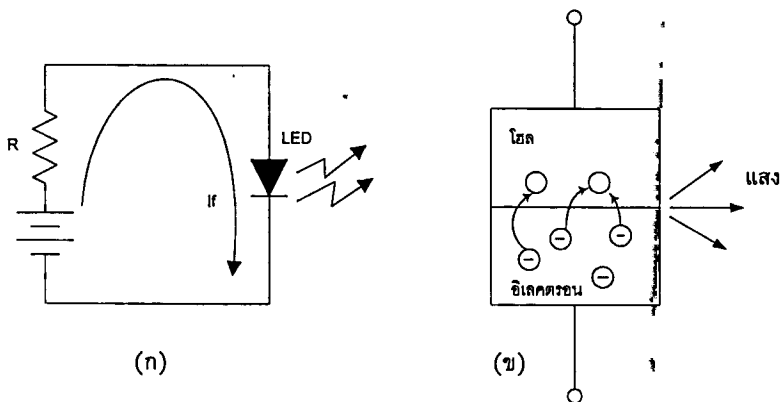 R
LED
If
(ก)
โฮล
แสง
อิเลคตรอน
(ข)